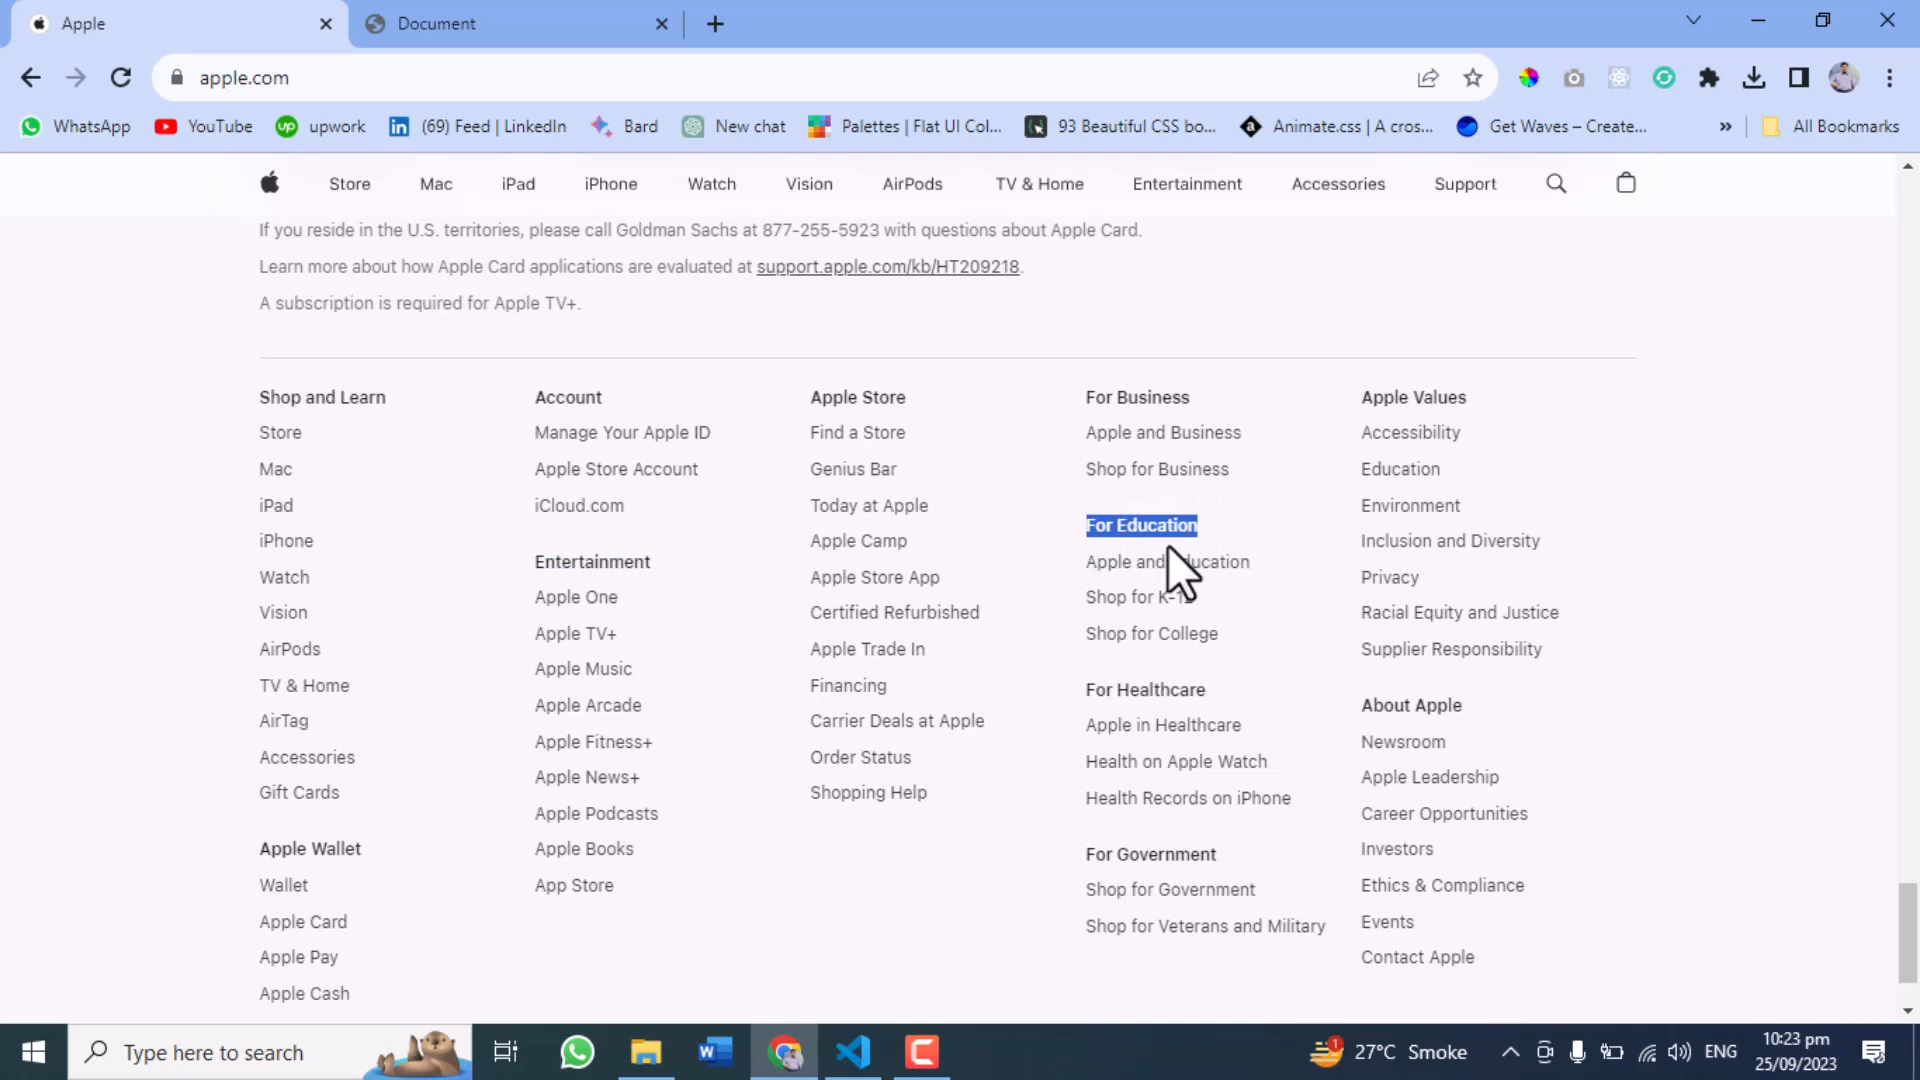 Apple
Document
apple.com
WhatsApp
YouTube
upwork
(69) Feed | LinkedIn
Bard
New chat
Palettes | Flat UI Col...
93 Beautiful CSS bo...
Animate.css | A cros...
Get Waves – Create...
All Bookmarks
Store
Mac
iPad
iPhone
Watch
Vision
AirPods
TV & Home
Entertainment
Accessories
Support
If you reside in the U.S. territories, please call Goldman Sachs at 877-255-5923 with questions about Apple Card.
Learn more about how Apple Card applications are evaluated at support.apple.com/kb/HT209218.
A subscription is required for Apple TV+.
Shop and Learn
Store
Mac
iPad
iPhone
Watch
Vision
AirPods
TV & Home
AirTag
Accessories
Gift Cards
Apple Wallet
Wallet
Apple Card
Apple Pay
Apple Cash
Account
Manage Your Apple ID
Apple Store Account
iCloud.com
Entertainment
Apple One
Apple TV+
Apple Music
Apple Arcade
Apple Fitness+
Apple News+
Apple Podcasts
Apple Books
App Store
Apple Store
Find a Store
Genius Bar
Today at Apple
Apple Camp
Apple Store App
Certified Refurbished
Apple Trade In
Financing
Carrier Deals at Apple
Order Status
Shopping Help
For Business
Apple and Business
Shop for Business
For Education
Apple and Education
Shop for K-12
Shop for College
For Healthcare
Apple in Healthcare
Health on Apple Watch
Health Records on iPhone
For Government
Shop for Government
Shop for Veterans and Military
Apple Values
Accessibility
Education
Environment
Inclusion and Diversity
Privacy
Racial Equity and Justice
Supplier Responsibility
About Apple
Newsroom
Apple Leadership
Career Opportunities
Investors
Ethics & Compliance
Events
Contact Apple
Type here to search
1
27°C Smoke
ENG
10:23 pm
25/09/2023